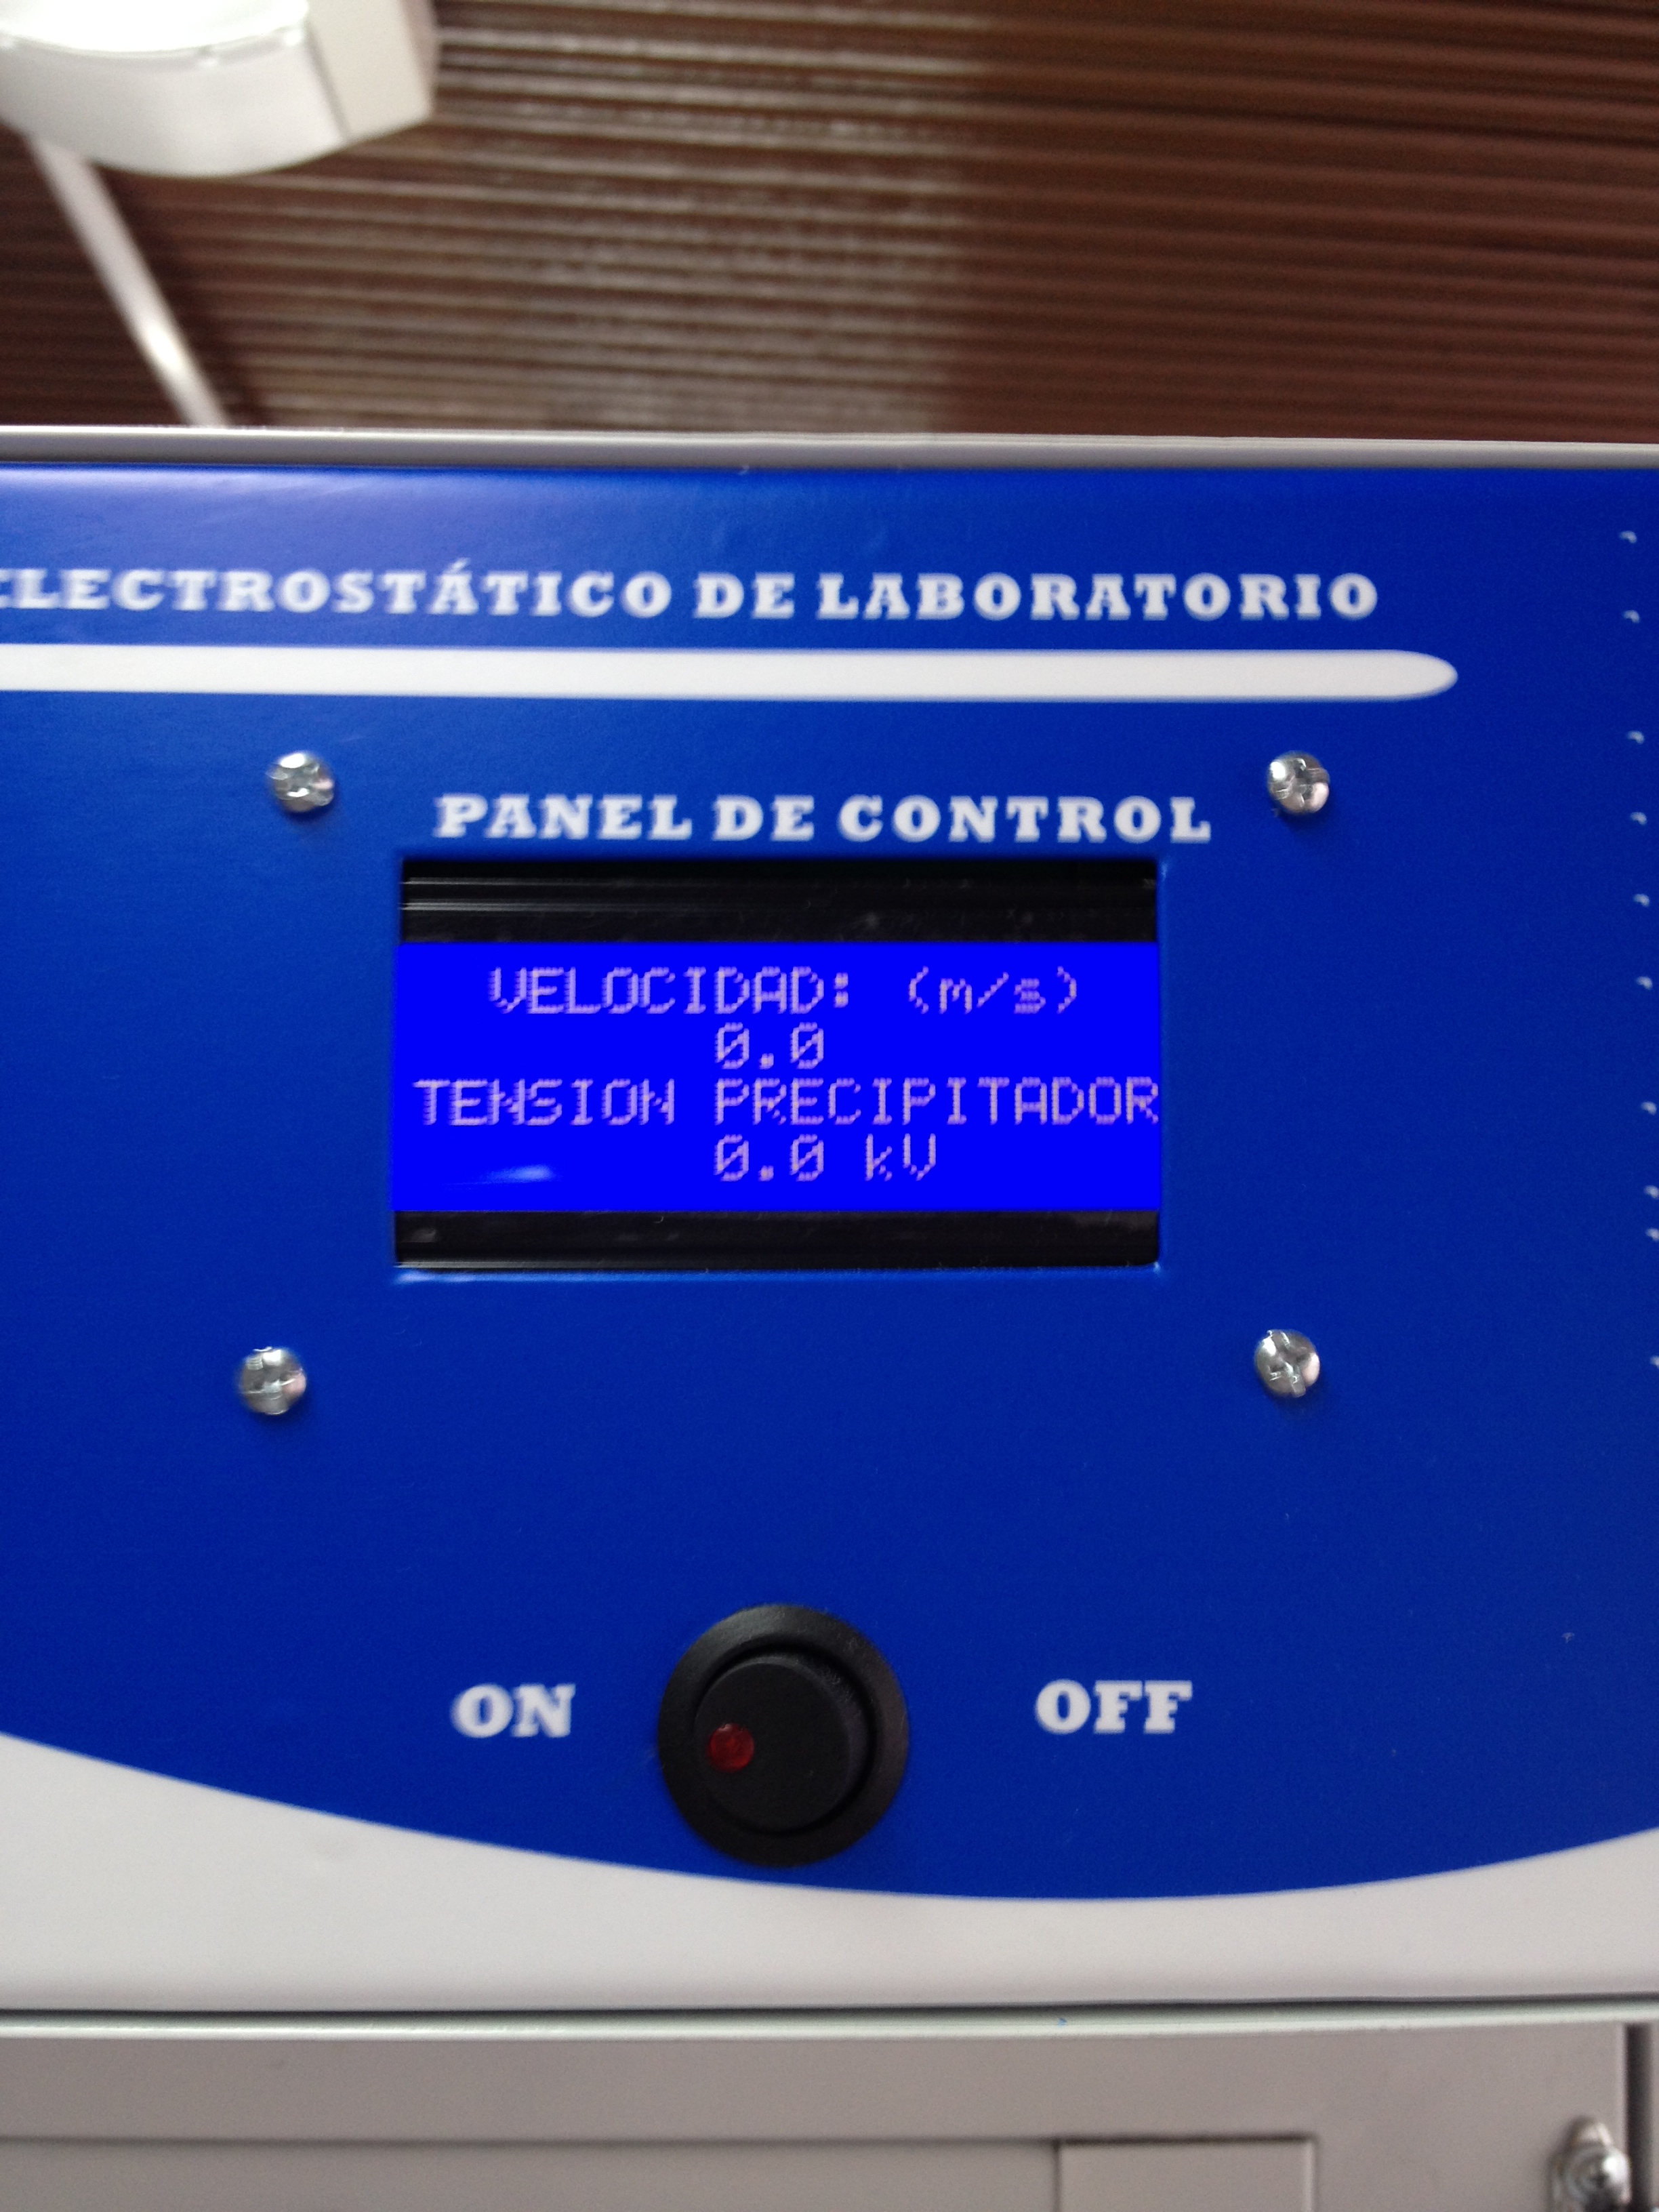 ELECTROSTÁTICO DE LABORATORIO
PANEL DE CONTROL
VELOCIDAD: (m/s)
0.0
TENSION PRECIPITADOR
0.0 kV
ON OFF